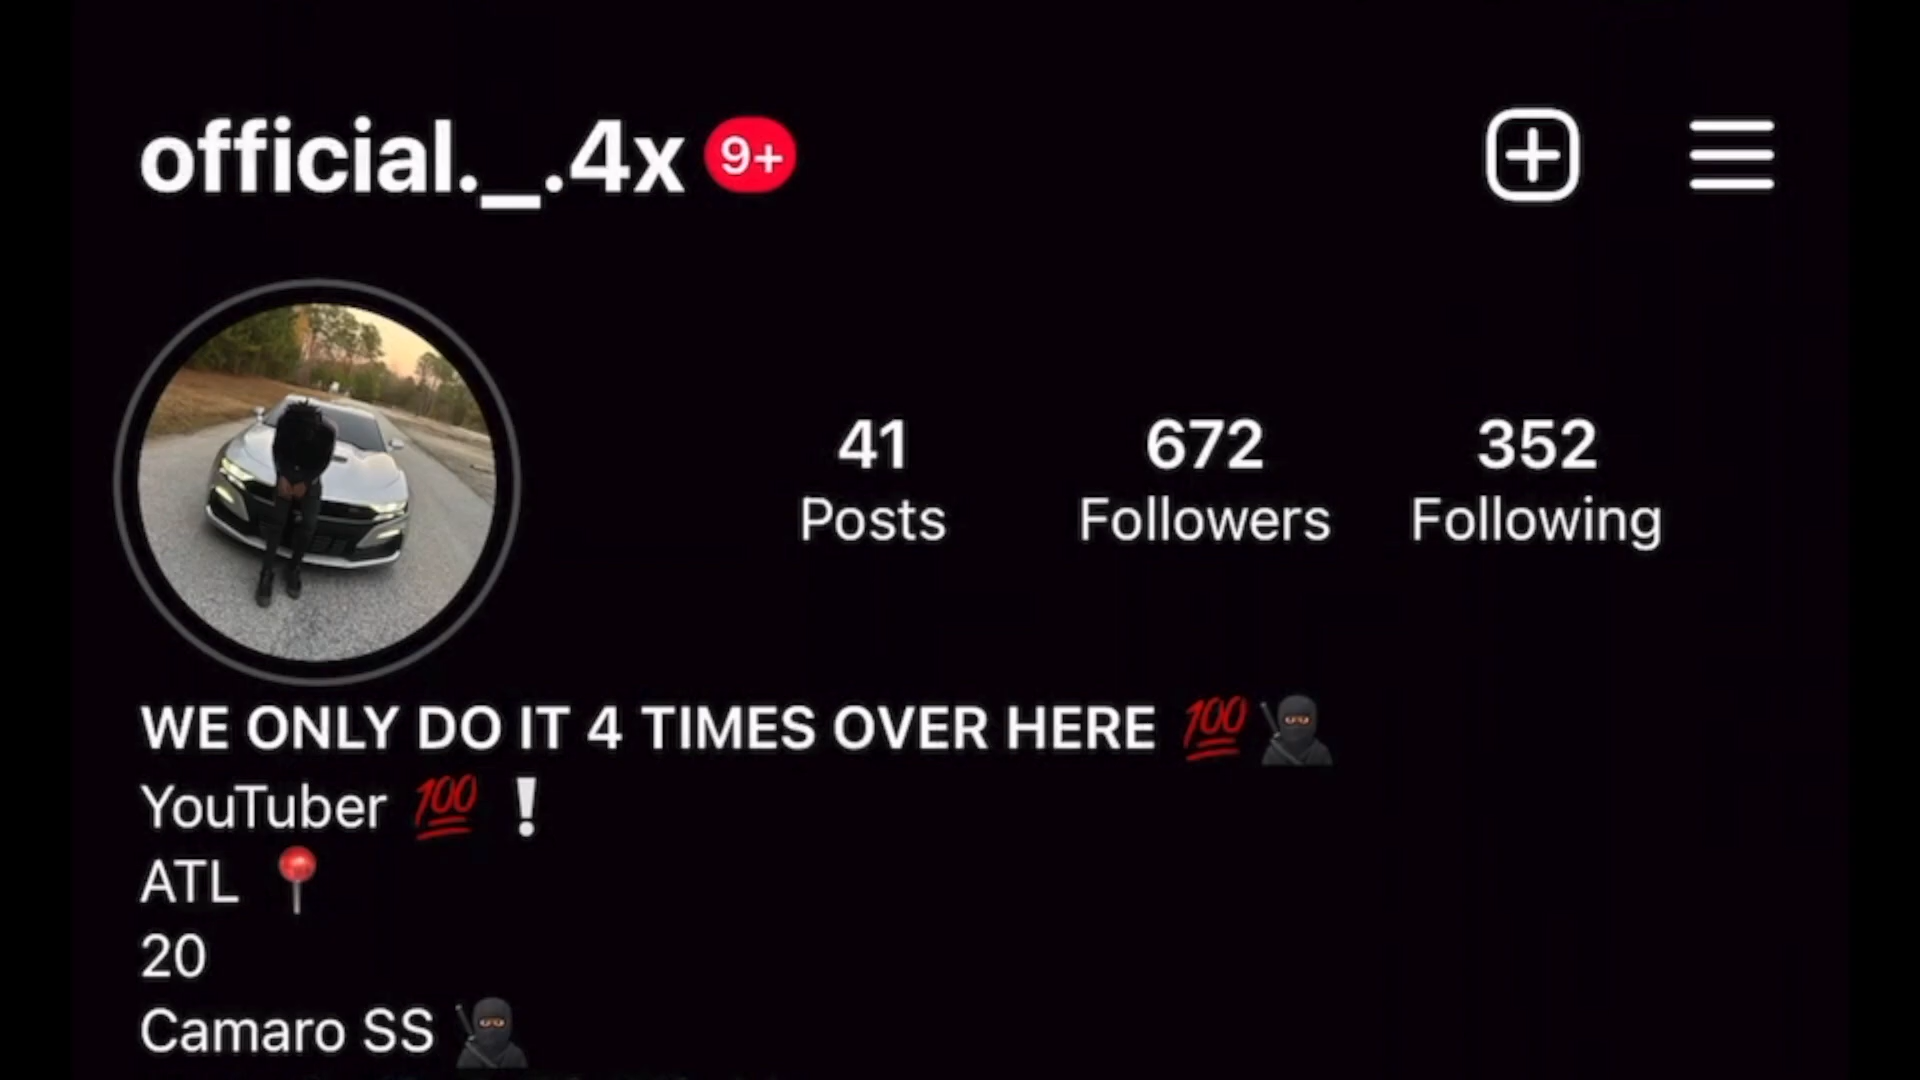 official._.4x 9+
41 672 352
Posts Followers Following
WE ONLY DO IT 4 TIMES OVER HERE 💯🥷
YouTuber 💯❕
ATL 📍
20
Camaro SS 🥷